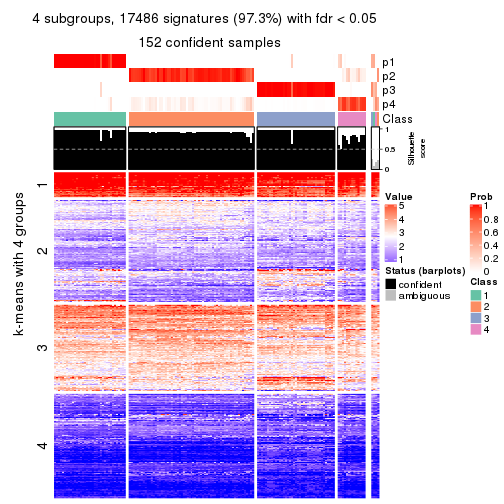 4 subgroups, 17486 signatures (97.3%) with fdr < 0.05
152 confident samples
p1
p2
p3
p4
Class
1
0.5
0
Silhouette
score
k-means with 4 groups
1
2
3
4
Value
5
4
3
2
1
Status (barplots)
confident
ambiguous
Prob
1
0.8
0.6
0.4
0.2
0
Class
1
2
3
4